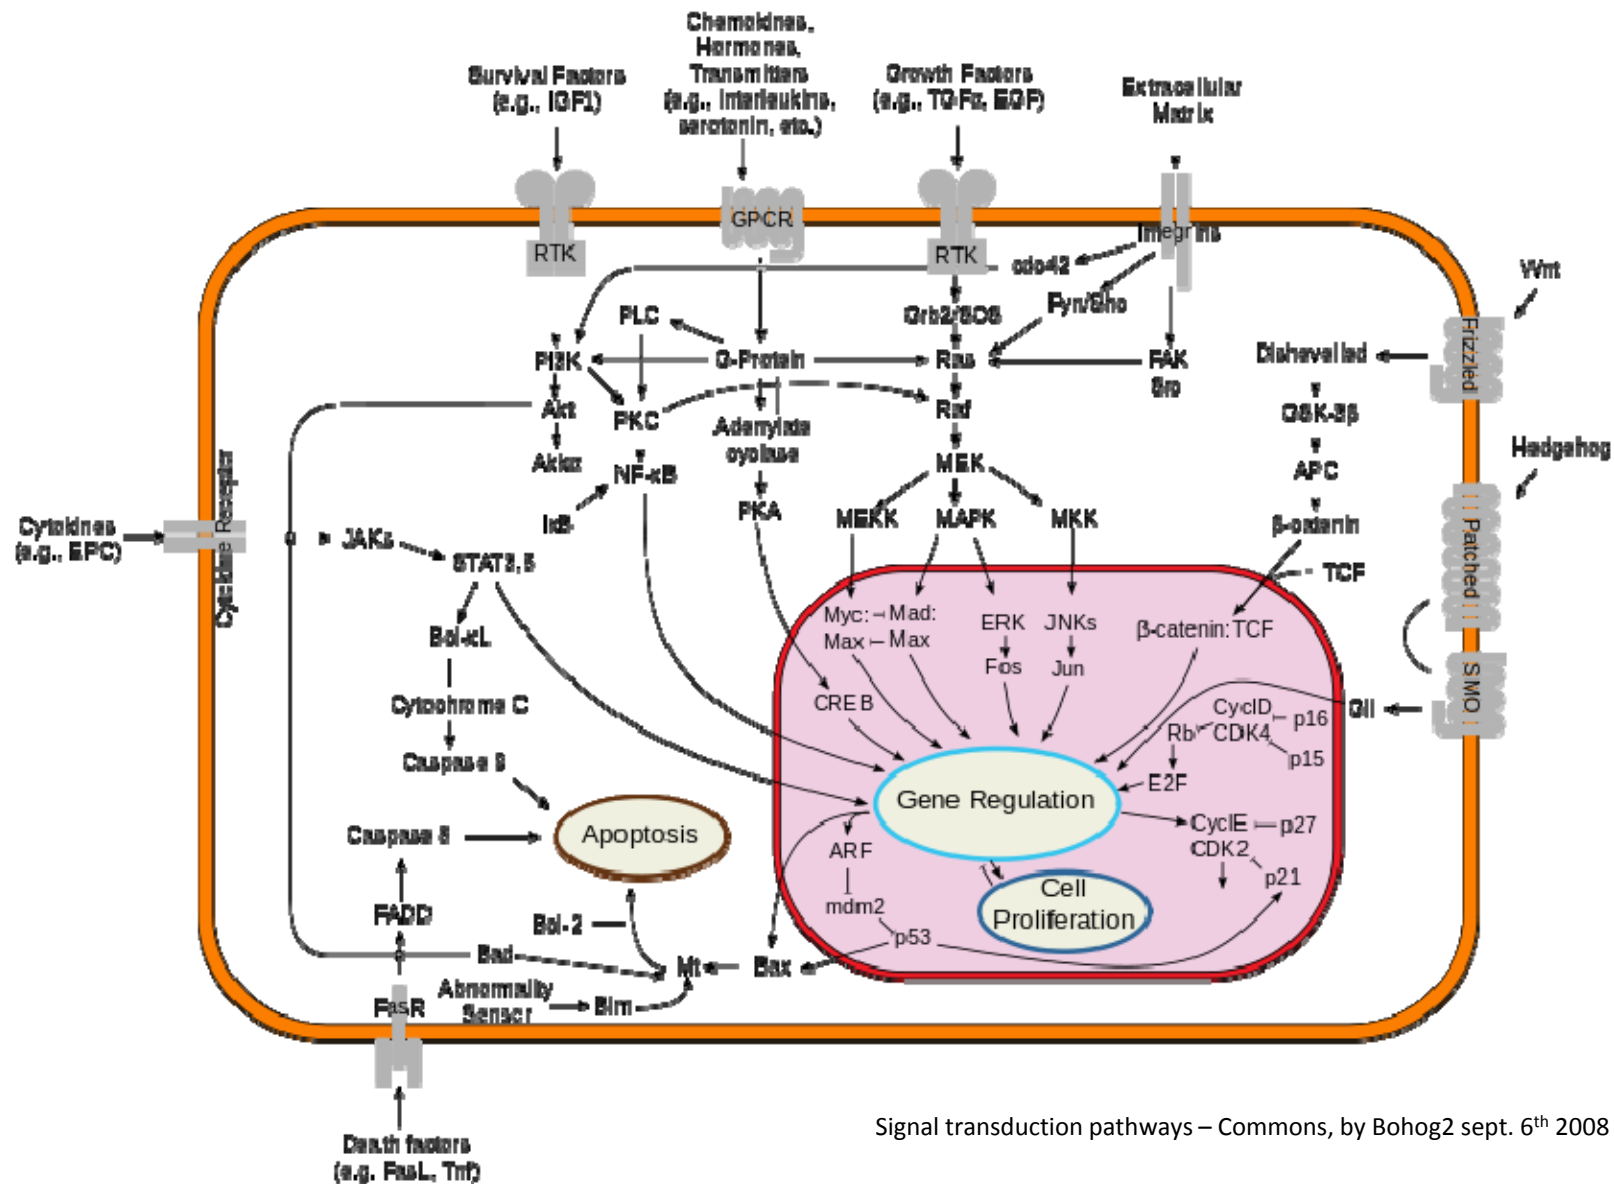 Chemokines,
Hormones,
Transmitters
(e.g., interleukins,
serotonin, etc.)
Survival Factors
(e.g., IGF1)
Growth Factors
(e.g., TGFα, EGF)
Extracellular
Matrix
GPCR
RTK
RTK
Integrins
cdc42
Wnt
Fyn/Shc
PLC
Grb2/SOS
Frizzled
PI3K
G-Protein
Ras
FAK
Src
Dishevelled
Akt
PKC
Raf
GSK-3β
Adenylate
cyclase
Akkα
NF-κB
MEK
APC
Hedgehog
IκB
PKA
MEKK
MAPK
MKK
β-catenin
Cytokines
(e.g., EPC)
Cytokine Receptor
JAKs
STAT3,5
TCF
Patched
Myc:
Mad:
Max
Max
ERK
JNKs
β-catenin:TCF
Bcl-xL
Fos
Jun
SMO
Cytochrome C
CREB
CyclD
CDK4
p16
Rb
Gli
p15
Caspase 9
E2F
Gene Regulation
Caspase 8
Apoptosis
CyclE
p27
CDK2
ARF
p21
Cell
Proliferation
mdm2
FADD
Bcl-2
p53
Bad
Mt
Bax
Abnormality
Sensor
Bim
FasR
Death factors
(e.g. FasL, Tnf)
Signal transduction pathways – Commons, by Bohog2 sept. 6th 2008